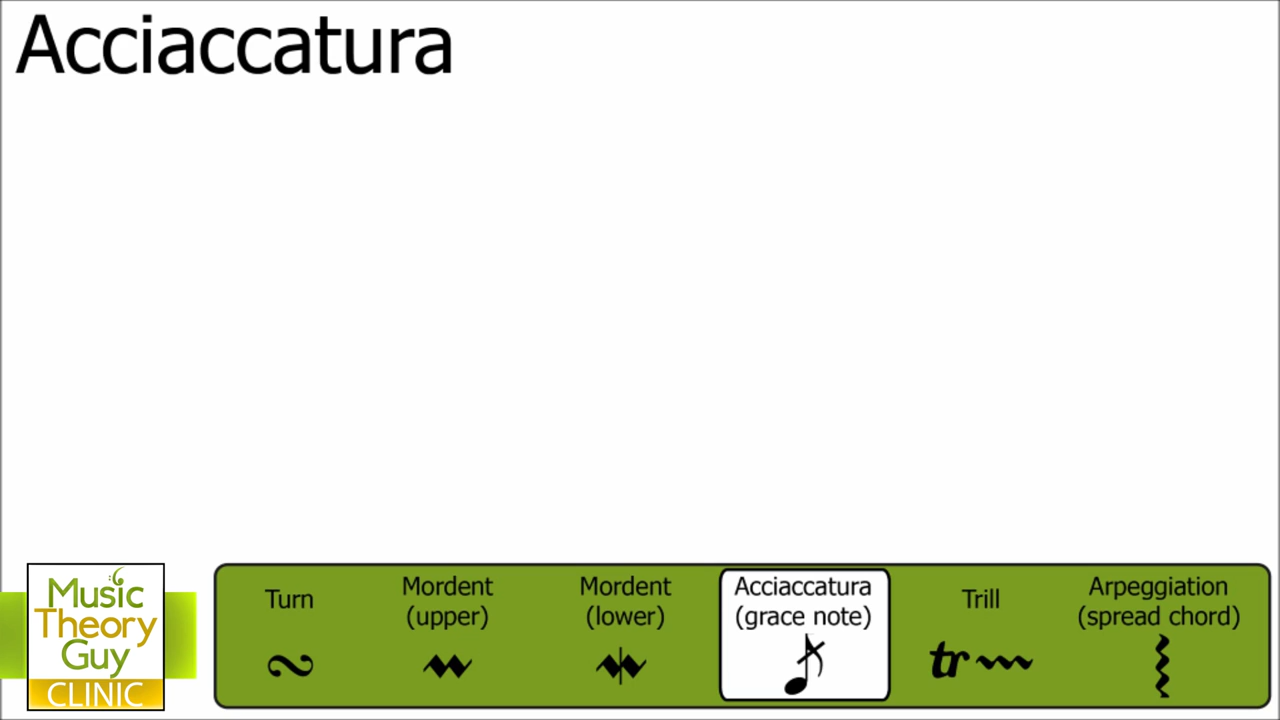 Acciaccatura
Turn
Mordent
(upper)
Mordent
(lower)
Acciaccatura
(grace note)
Trill
tr
Arpeggiation
(spread chord)
Music
Theory
Guy
CLINIC